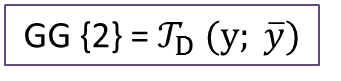 GG {2} = 𝒯D (y; ȳ)